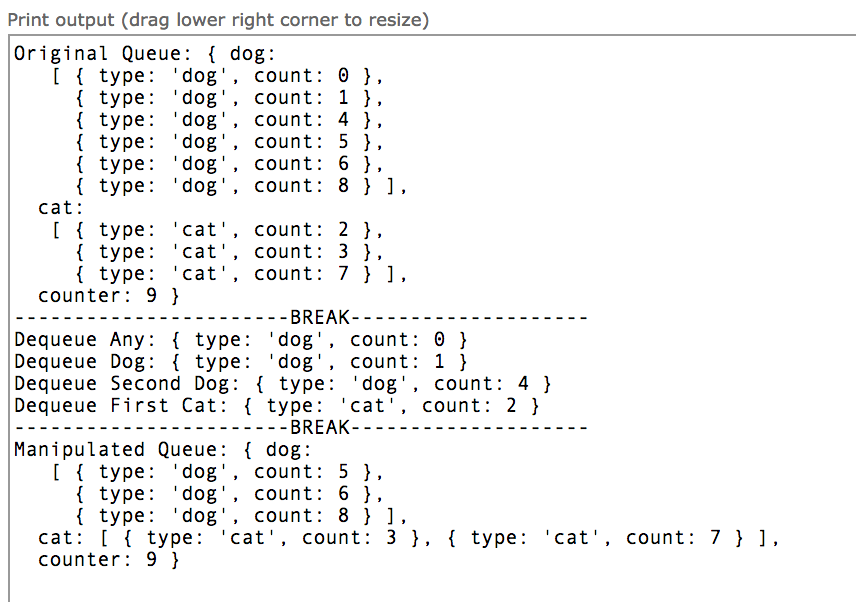 Print output (drag lower right corner to resize)
Original Queue: { dog:
   [ { type: 'dog', count: 0 },
     { type: 'dog', count: 1 },
     { type: 'dog', count: 4 },
     { type: 'dog', count: 5 },
     { type: 'dog', count: 6 },
     { type: 'dog', count: 8 } ],
  cat:
   [ { type: 'cat', count: 2 },
     { type: 'cat', count: 3 },
     { type: 'cat', count: 7 } ],
  counter: 9 }
-----------------------BREAK--------------------
Dequeue Any: { type: 'dog', count: 0 }
Dequeue Dog: { type: 'dog', count: 1 }
Dequeue Second Dog: { type: 'dog', count: 4 }
Dequeue First Cat: { type: 'cat', count: 2 }
-----------------------BREAK--------------------
Manipulated Queue: { dog:
   [ { type: 'dog', count: 5 },
     { type: 'dog', count: 6 },
     { type: 'dog', count: 8 } ],
  cat: [ { type: 'cat', count: 3 }, { type: 'cat', count: 7 } ],
  counter: 9 }